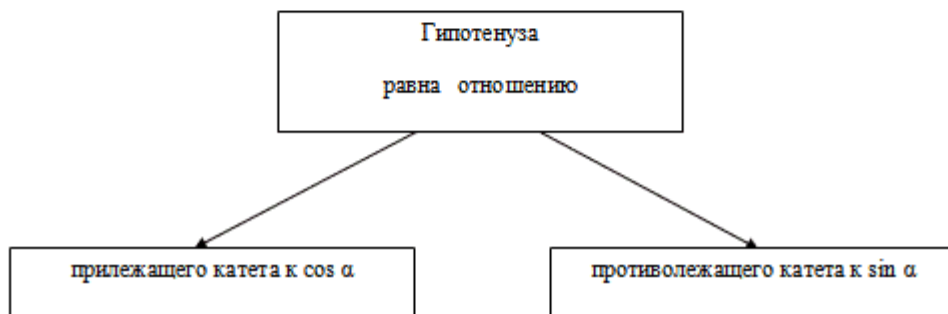 Гипотенуза
равна отношению
прилежащего катета к cos α
противолежащего катета к sin α